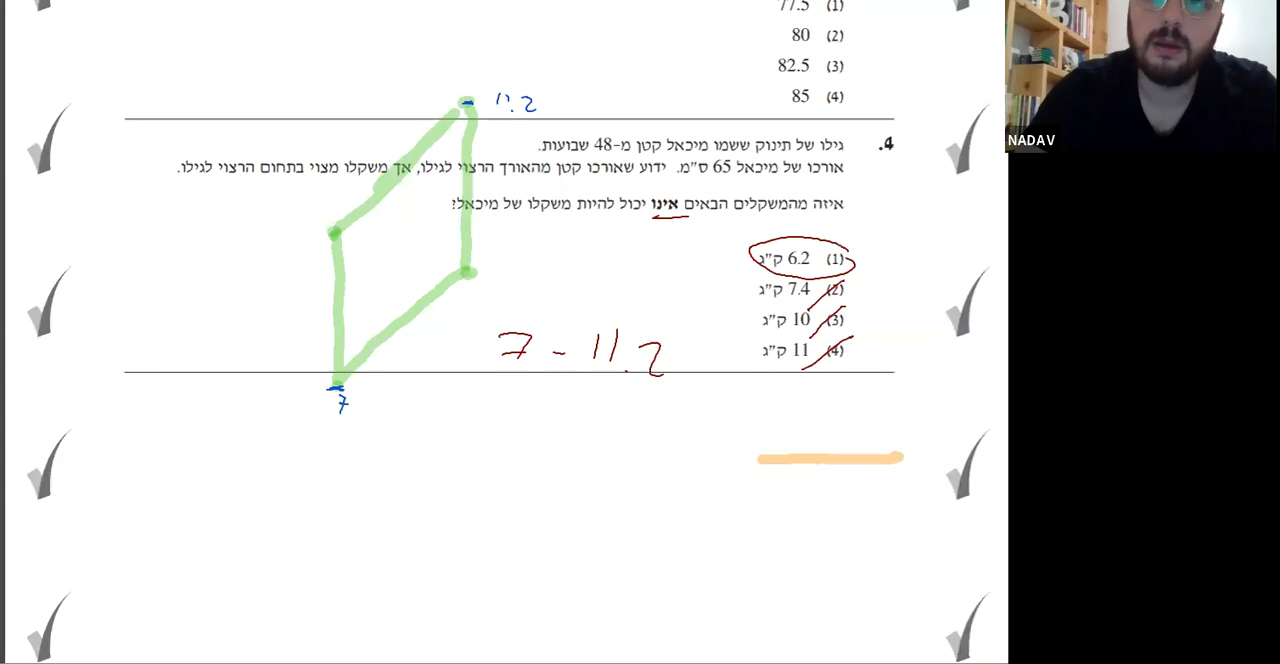 (1) 77.5
(2) 80
(3) 82.5
(4) 85
11.2
.4 גילו של תינוק ששמו מיכאל קטן מ-48 שבועות.
אורכו של מיכאל 65 ס"מ. ידוע שאורכו קטן מהאורך הרצוי לגילו, אך משקלו מצוי בתחום הרצוי לגילו.
איזה מהמשקלים הבאים אינו יכול להיות משקלו של מיכאל?
(1) 6.2 ק"ג
(2) 7.4 ק"ג
(3) 10 ק"ג
(4) 11 ק"ג
7 - 11.2
7
NADAV